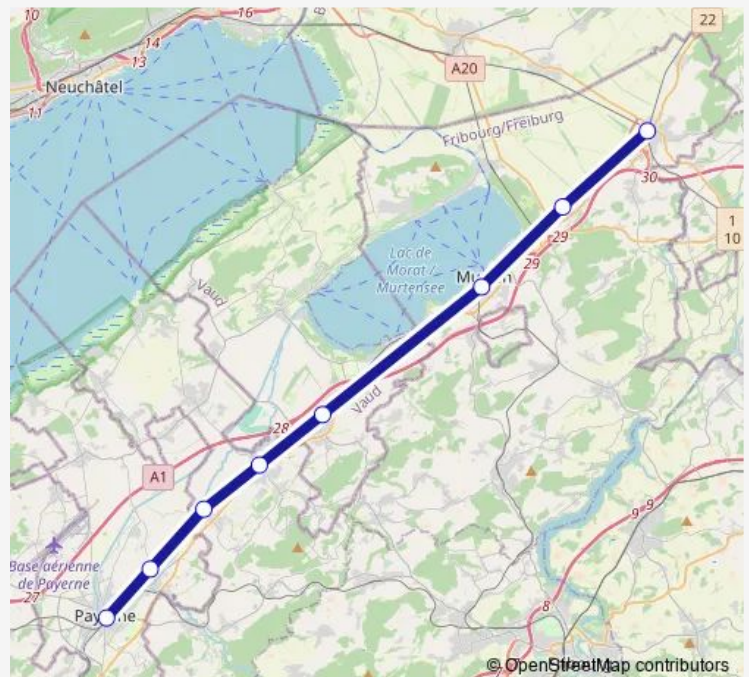 10
16
22
14
13
Neuchâtel
11
A20
Fribourg/Freiburg
30
1
10
29
29
Lac de
Morat /
Murtensee
Vaud
Vaud
28
A1
Base aérienne
de Payerne
27
9
9
8
© OpenStreetMap contributors